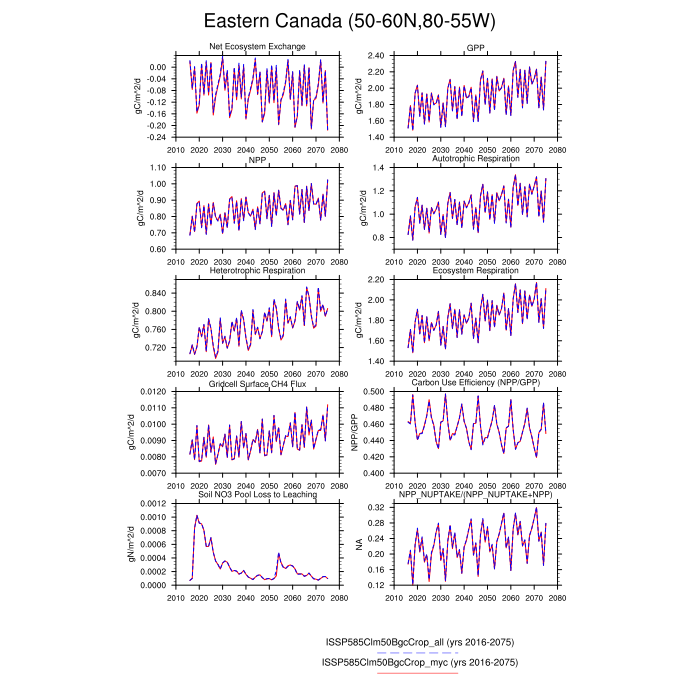 Eastern Canada (50-60N,80-55W)
Net Ecosystem Exchange
gC/m^2/d
0.00
-0.04
-0.08
-0.12
-0.16
-0.20
-0.24
2010 2020 2030 2040 2050 2060 2070 2080
GPP
gC/m^2/d
2.40
2.20
2.00
1.80
1.60
1.40
2010 2020 2030 2040 2050 2060 2070 2080
NPP
gC/m^2/d
1.10
1.00
0.90
0.80
0.70
0.60
2010 2020 2030 2040 2050 2060 2070 2080
Autotrophic Respiration
gC/m^2/d
1.4
1.2
1.0
0.8
2010 2020 2030 2040 2050 2060 2070 2080
Heterotrophic Respiration
gC/m^2/d
0.840
0.800
0.760
0.720
2010 2020 2030 2040 2050 2060 2070 2080
Ecosystem Respiration
gC/m^2/d
2.20
2.00
1.80
1.60
1.40
2010 2020 2030 2040 2050 2060 2070 2080
Gridcell Surface CH4 Flux
gC/m^2/d
0.0120
0.0110
0.0100
0.0090
0.0080
0.0070
2010 2020 2030 2040 2050 2060 2070 2080
Carbon Use Efficiency (NPP/GPP)
NPP/GPP
0.500
0.480
0.460
0.440
0.420
0.400
2010 2020 2030 2040 2050 2060 2070 2080
Soil NO3 Pool Loss to Leaching
gN/m^2/d
0.0012
0.0010
0.0008
0.0006
0.0004
0.0002
0.0000
2010 2020 2030 2040 2050 2060 2070 2080
NPP_NUPTAKE/(NPP_NUPTAKE+NPP)
NA
0.32
0.28
0.24
0.20
0.16
0.12
2010 2020 2030 2040 2050 2060 2070 2080
ISSP585Clm50BgcCrop_all (yrs 2016-2075)
ISSP585Clm50BgcCrop_myc (yrs 2016-2075)